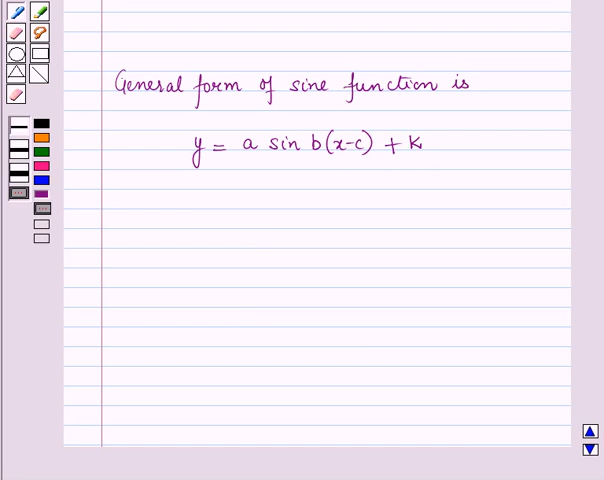 General form of sine function is
y = a sin b(x-c) + k